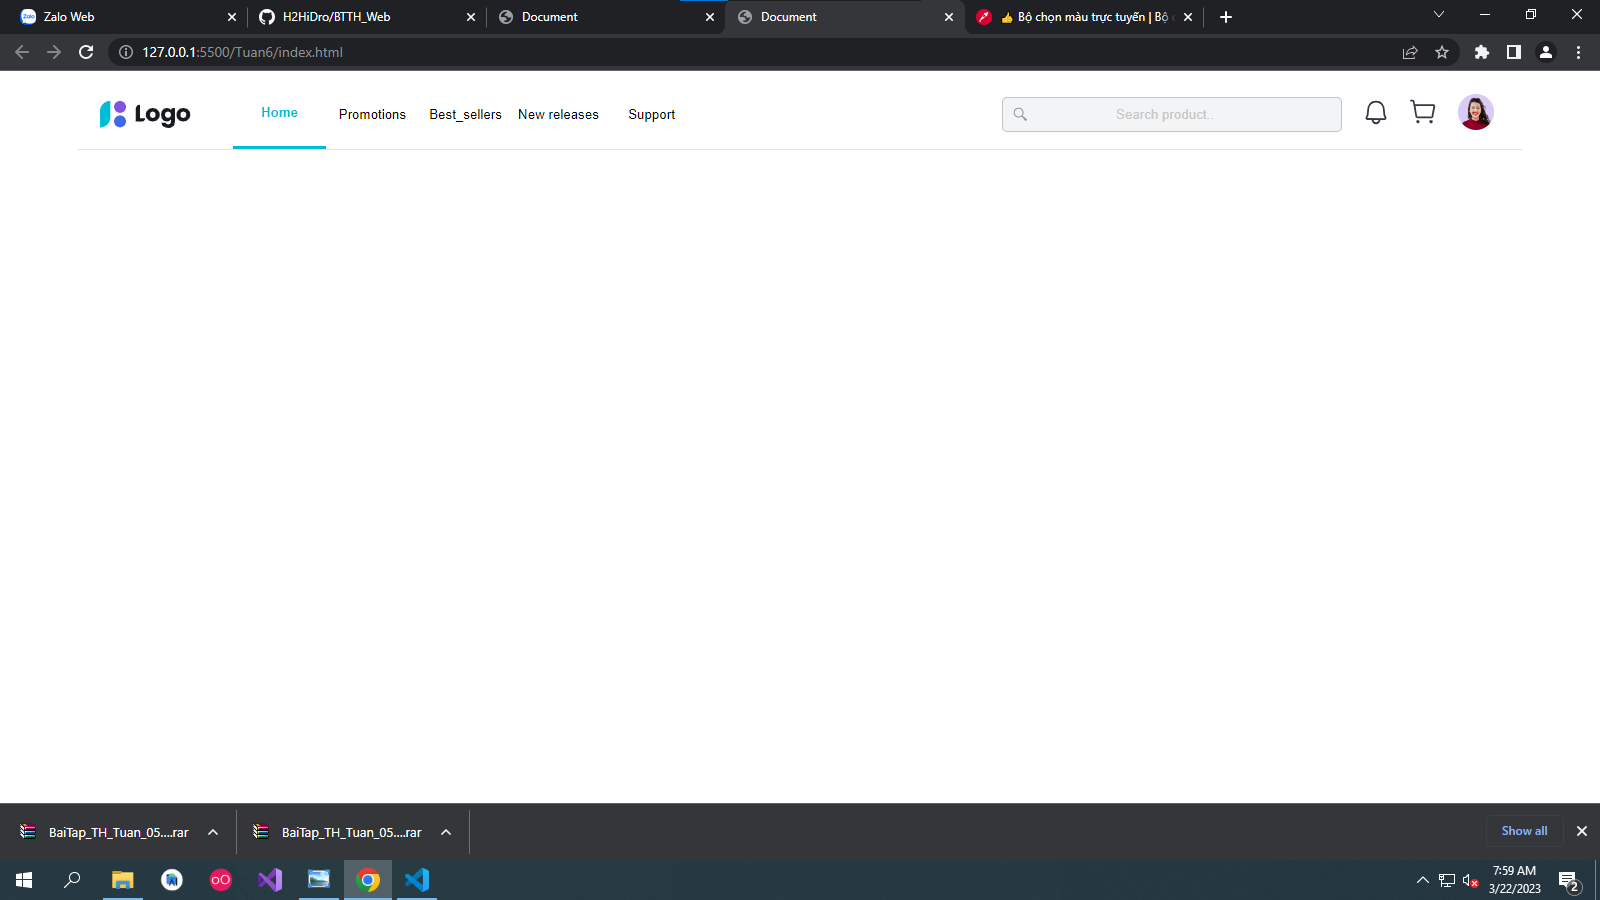 Zalo Web
H2HiDro/BTTH_Web
Document
Document
Bộ chọn màu trực tuyến | Bộ
127.0.0.1:5500/Tuan6/index.html
Logo
Home
Promotions
Best_sellers
New releases
Support
Search product..
BaiTap_TH_Tuan_05....rar
BaiTap_TH_Tuan_05....rar
Show all
7:59 AM
3/22/2023
2